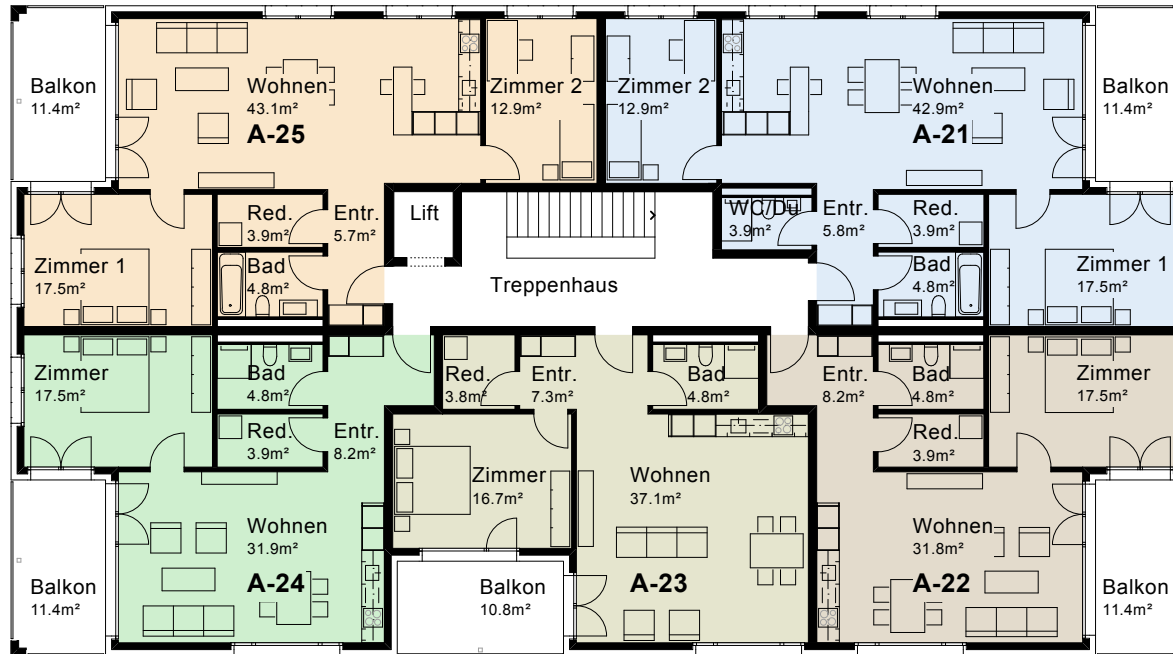 Balkon
11.4m²
Wohnen
43.1m²
A-25
Zimmer 2
12.9m²
Zimmer 2
12.9m²
Wohnen
42.9m²
A-21
Balkon
11.4m²
Zimmer 1
17.5m²
Red.
3.9m²
Bad
4.8m²
Entr.
5.7m²
Lift
Treppenhaus
WC/Du
3.9m²
Entr.
5.8m²
Red.
3.9m²
Bad
4.8m²
Zimmer 1
17.5m²
Zimmer
17.5m²
Bad
4.8m²
Red.
3.9m²
Entr.
8.2m²
Red.
3.8m²
Entr.
7.3m²
Bad
4.8m²
Entr.
8.2m²
Bad
4.8m²
Red.
3.9m²
Zimmer
17.5m²
Balkon
11.4m²
Wohnen
31.9m²
A-24
Zimmer
16.7m²
Balkon
10.8m²
Wohnen
37.1m²
A-23
Wohnen
31.8m²
A-22
Balkon
11.4m²